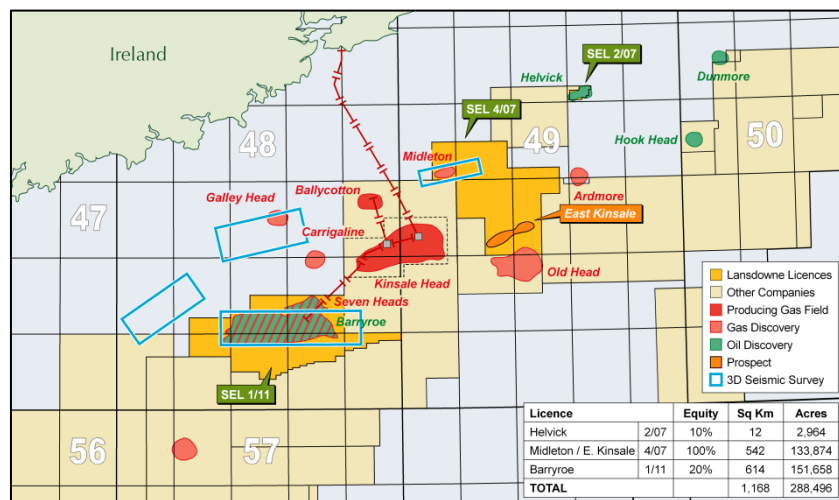 Ireland
SEL 2/07
Helvick
Dunmore
SEL 4/07
48
49
50
Hook Head
Midleton
47
Galley Head
Ballycotton
Ardmore
East Kinsale
Carrigaline
Old Head
Kinsale Head
Seven Heads
Barryroe
SEL 1/11
56
57
Lansdowne Licences
Other Companies
Producing Gas Field
Gas Discovery
Oil Discovery
Prospect
3D Seismic Survey
Licence Equity Sq Km Acres
Helvick 2/07 10% 12 2,964
Midleton / E. Kinsale 4/07 100% 542 133,874
Barryroe 1/11 20% 614 151,658
TOTAL 1,168 288,496